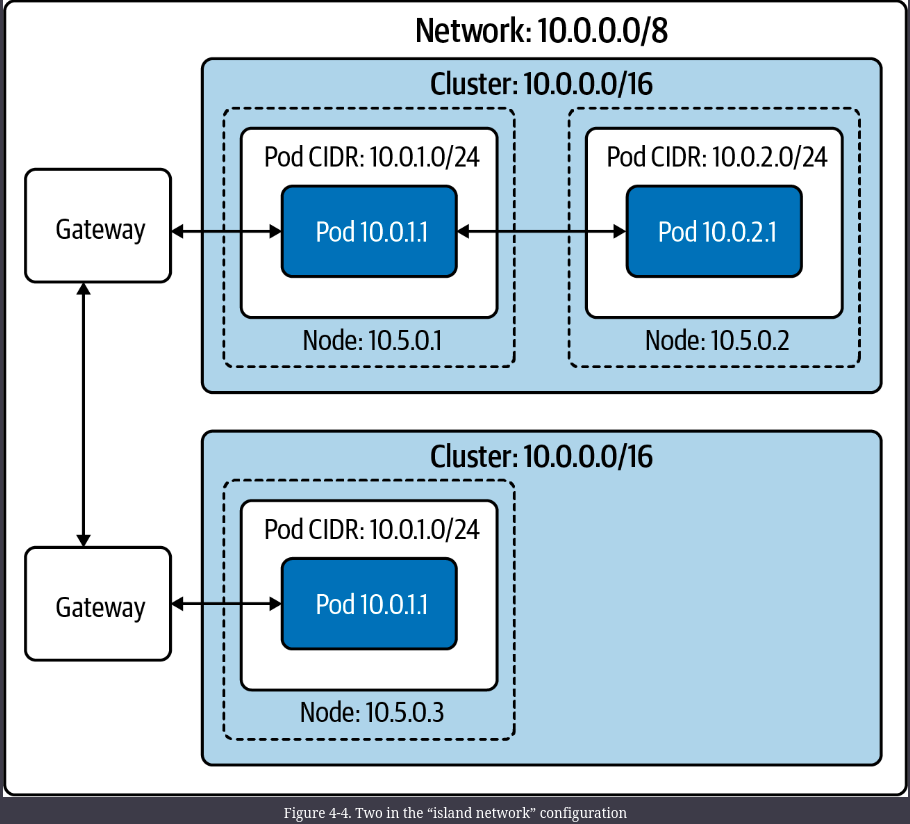 Network: 10.0.0.0/8
Cluster: 10.0.0.0/16
Pod CIDR: 10.0.1.0/24
Pod CIDR: 10.0.2.0/24
Gateway
Pod 10.0.1.1
Pod 10.0.2.1
Node: 10.5.0.1
Node: 10.5.0.2
Cluster: 10.0.0.0/16
Pod CIDR: 10.0.1.0/24
Gateway
Pod 10.0.1.1
Node: 10.5.0.3
Figure 4-4. Two in the “island network” configuration